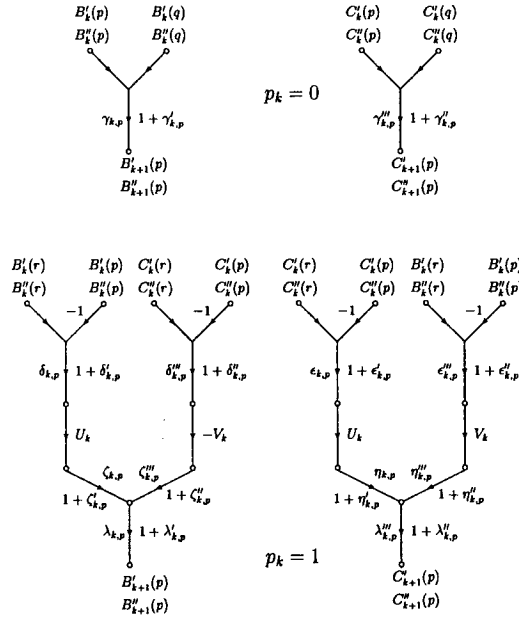 B'_k(p) B'_k(q) C'_k(p) C'_k(q)
B''_k(p) B''_k(q) C''_k(p) C''_k(q)
p_k = 0
γ_{k,p} 1 + γ'_{k,p} γ'''_{k,p} 1 + γ''_{k,p}
B'_{k+1}(p) C'_{k+1}(p)
B''_{k+1}(p) C''_{k+1}(p)
B'_k(r) B'_k(p) C'_k(r) C'_k(p) C'_k(r) C'_k(p) B'_k(r) B'_k(p)
B''_k(r) B''_k(p) C''_k(r) C''_k(p) C''_k(r) C''_k(p) B''_k(r) B''_k(p)
-1 -1 -1 -1
δ_{k,p} 1 + δ'_{k,p} δ'''_{k,p} 1 + δ''_{k,p} ϵ_{k,p} 1 + ϵ'_{k,p} ϵ'''_{k,p} 1 + ϵ''_{k,p}
U_k -V_k U_k V_k
ζ_{k,p} ζ'''_{k,p} η_{k,p} η'''_{k,p}
1 + ζ'_{k,p} 1 + ζ''_{k,p} 1 + η'_{k,p} 1 + η''_{k,p}
λ_{k,p} 1 + λ'_{k,p} λ'''_{k,p} 1 + λ''_{k,p}
p_k = 1
B'_{k+1}(p) C'_{k+1}(p)
B''_{k+1}(p) C''_{k+1}(p)